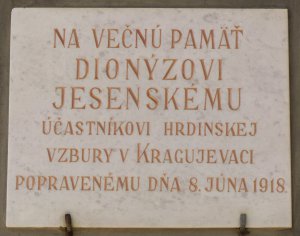 NA VEČNÚ PAMÄŤ
DIONÝZOVI
JESENSKÉMU
ÚČASTNÍKOVI HRDINSKEJ
VZBURY V KRAGUJEVACI
POPRAVENÉMU DŇA 8. JÚNA 1918.